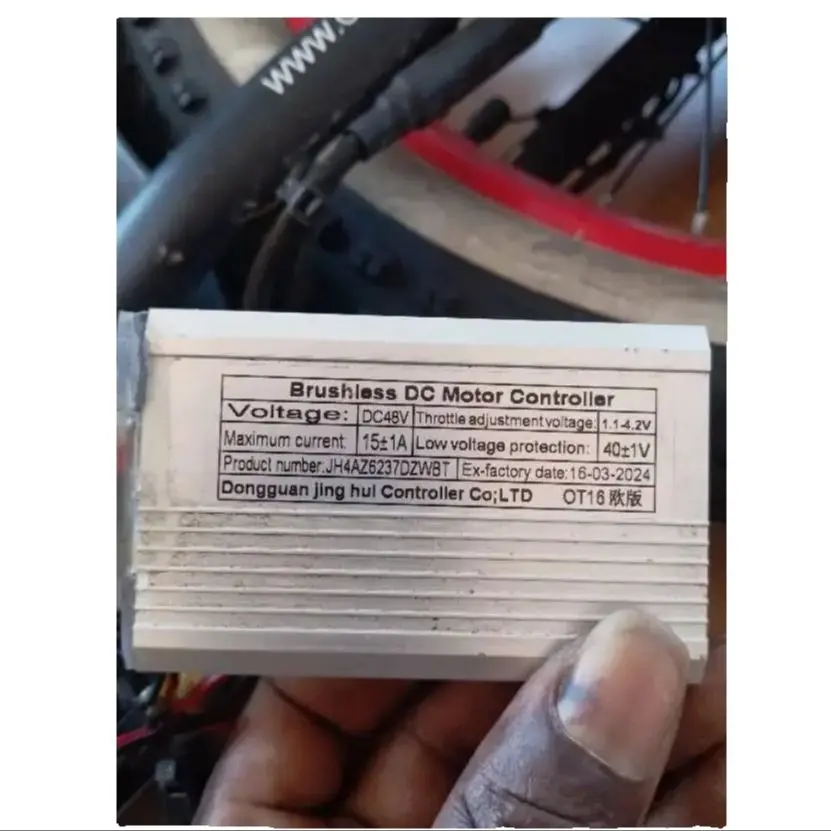 www.
Brushless DC Motor Controller
Voltage: DC48V Throttle adjustment voltage: 1.1-4.2V
Maximum current: 15±1A Low voltage protection: 40±1V
Product number:JH4AZ6237DZWBT Ex-factory date:16-03-2024
Dongguan jing hui Controller Co;LTD OT16 欧版